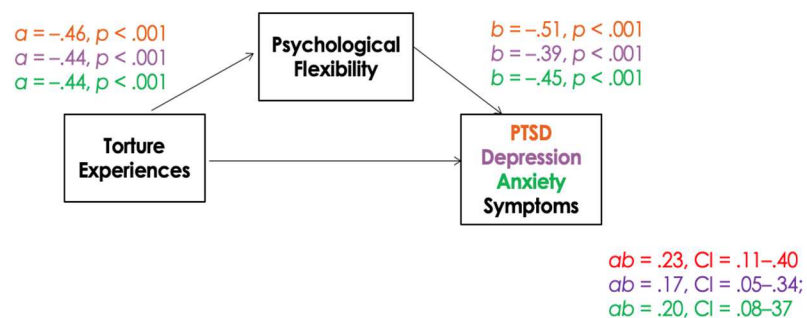 a = –.46, p < .001
a = –.44, p < .001
a = –.44, p < .001
Psychological
Flexibility
b = –.51, p < .001
b = –.39, p < .001
b = –.45, p < .001
Torture
Experiences
PTSD
Depression
Anxiety
Symptoms
ab = .23, CI = .11–.40
ab = .17, CI = .05–.34;
ab = .20, CI = .08–37